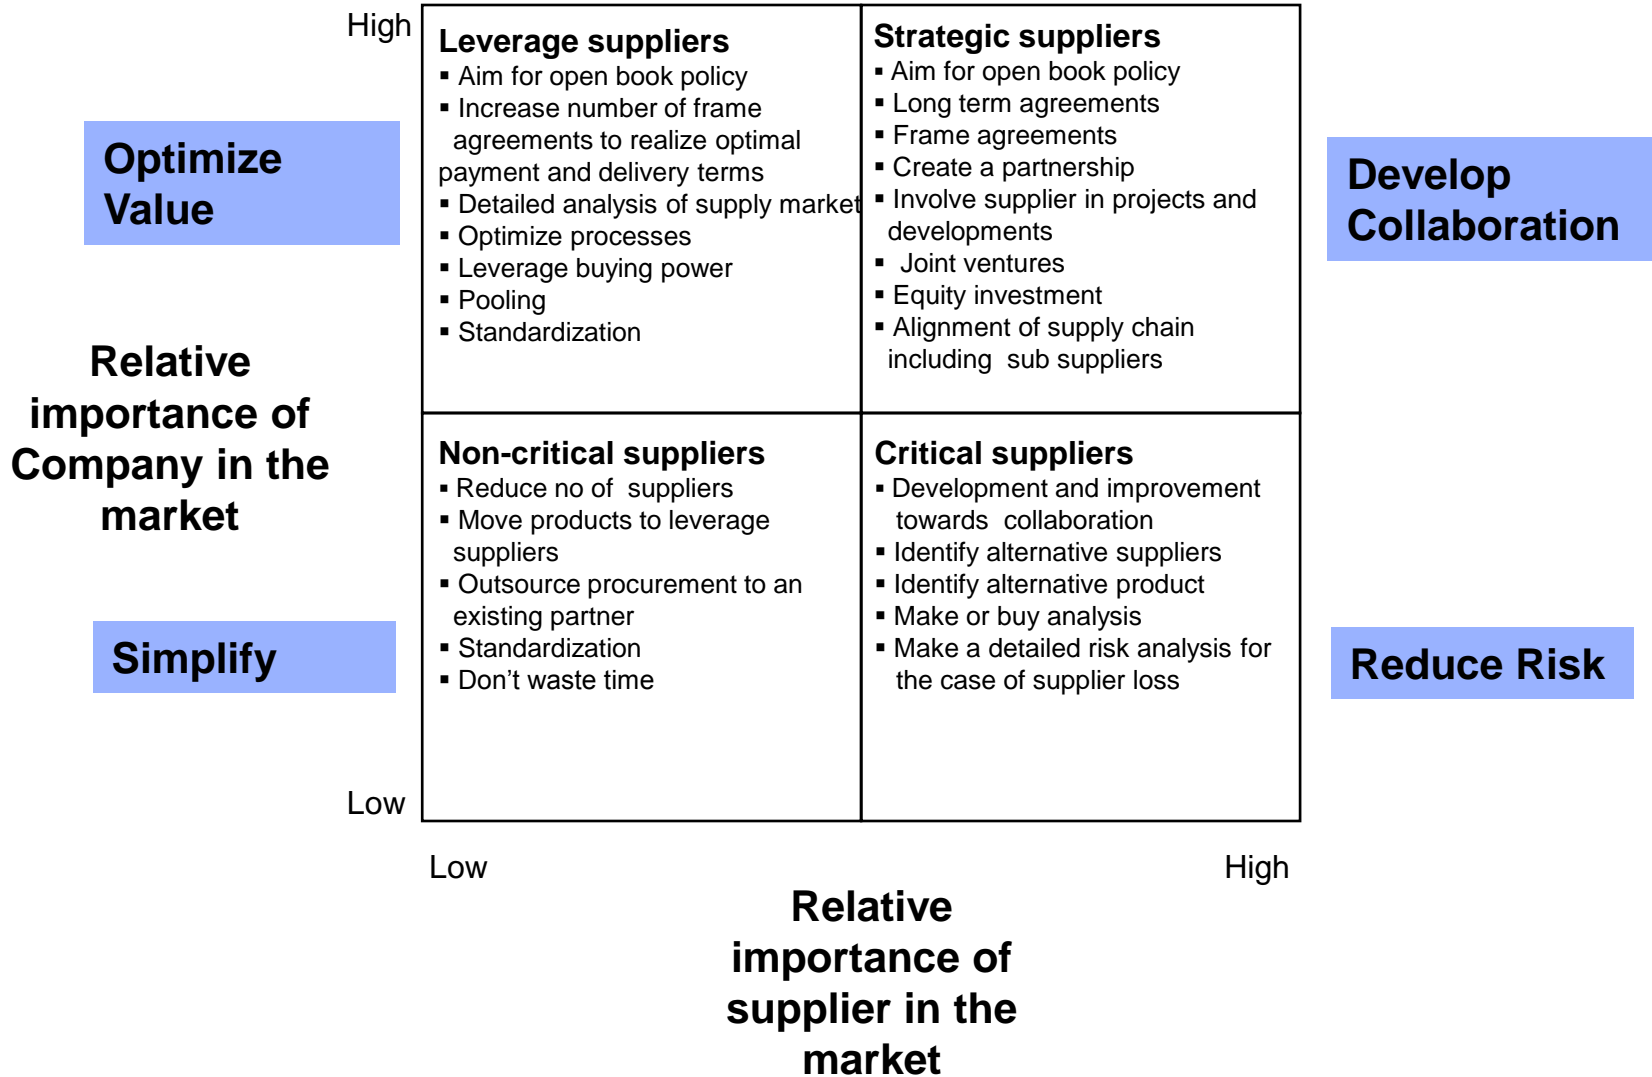 High
Leverage suppliers
▪ Aim for open book policy
▪ Increase number of frame
agreements to realize optimal
payment and delivery terms
▪ Detailed analysis of supply market
▪ Optimize processes
▪ Leverage buying power
▪ Pooling
▪ Standardization
Strategic suppliers
▪ Aim for open book policy
▪ Long term agreements
▪ Frame agreements
▪ Create a partnership
▪ Involve supplier in projects and
developments
▪ Joint ventures
▪ Equity investment
▪ Alignment of supply chain
including sub suppliers
Optimize
Value
Develop
Collaboration
Relative
importance of
Company in the
market
Non-critical suppliers
▪ Reduce no of suppliers
▪ Move products to leverage
suppliers
▪ Outsource procurement to an
existing partner
▪ Standardization
▪ Don’t waste time
Critical suppliers
▪ Development and improvement
towards collaboration
▪ Identify alternative suppliers
▪ Identify alternative product
▪ Make or buy analysis
▪ Make a detailed risk analysis for
the case of supplier loss
Simplify
Reduce Risk
Low
Low
High
Relative
importance of
supplier in the
market